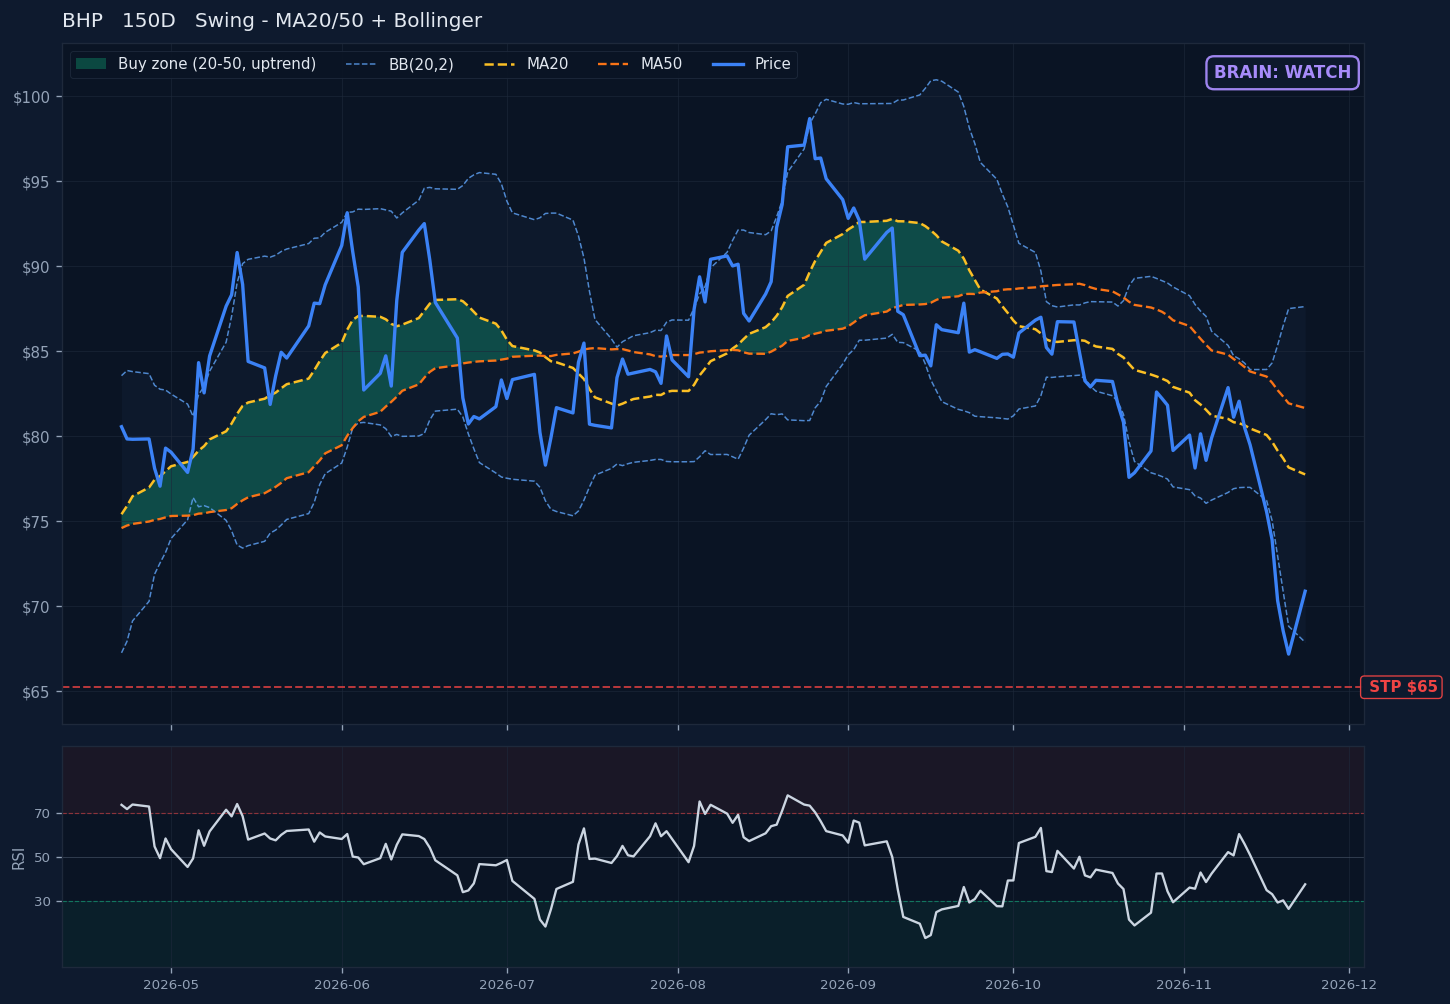 BHP   150D   Swing - MA20/50 + Bollinger
Buy zone (20-50, uptrend)   BB(20,2)   MA20   MA50   Price
BRAIN: WATCH
$100
$95
$90
$85
$80
$75
$70
$65
STP $65
RSI
70
50
30
2026-05   2026-06   2026-07   2026-08   2026-09   2026-10   2026-11   2026-12